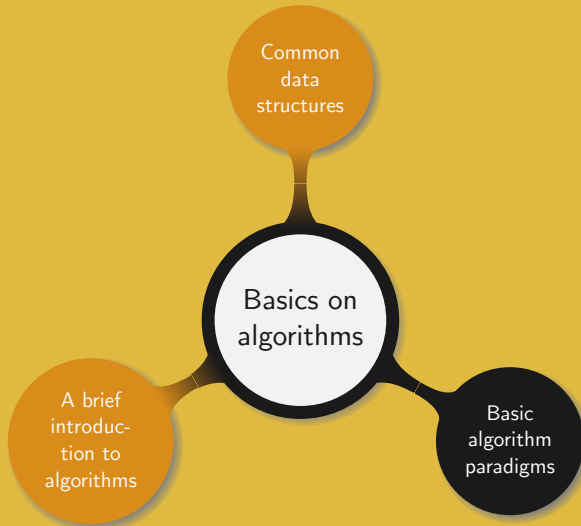 Common
data
structures
Basics on
algorithms
A brief
introduc-
tion to
algorithms
Basic
algorithm
paradigms